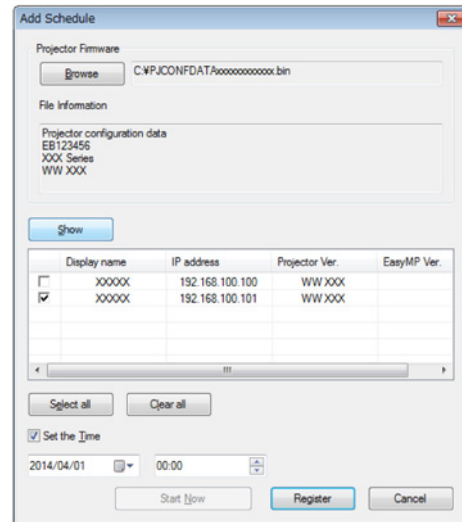 Add Schedule
Projector Firmware
Browse
C:¥PJCONFDATAxxxxxxxxxxxx.bin
File Information
Projector configuration data
EB123456
XXX Series
WW XXX
Show
Display name IP address Projector Ver. EasyMP Ver.
XXXXX 192.168.100.100 WW XXX
XXXXX 192.168.100.101 WW XXX
Select all Clear all
Set the Time
2014/04/01 00:00
Start Now Register Cancel